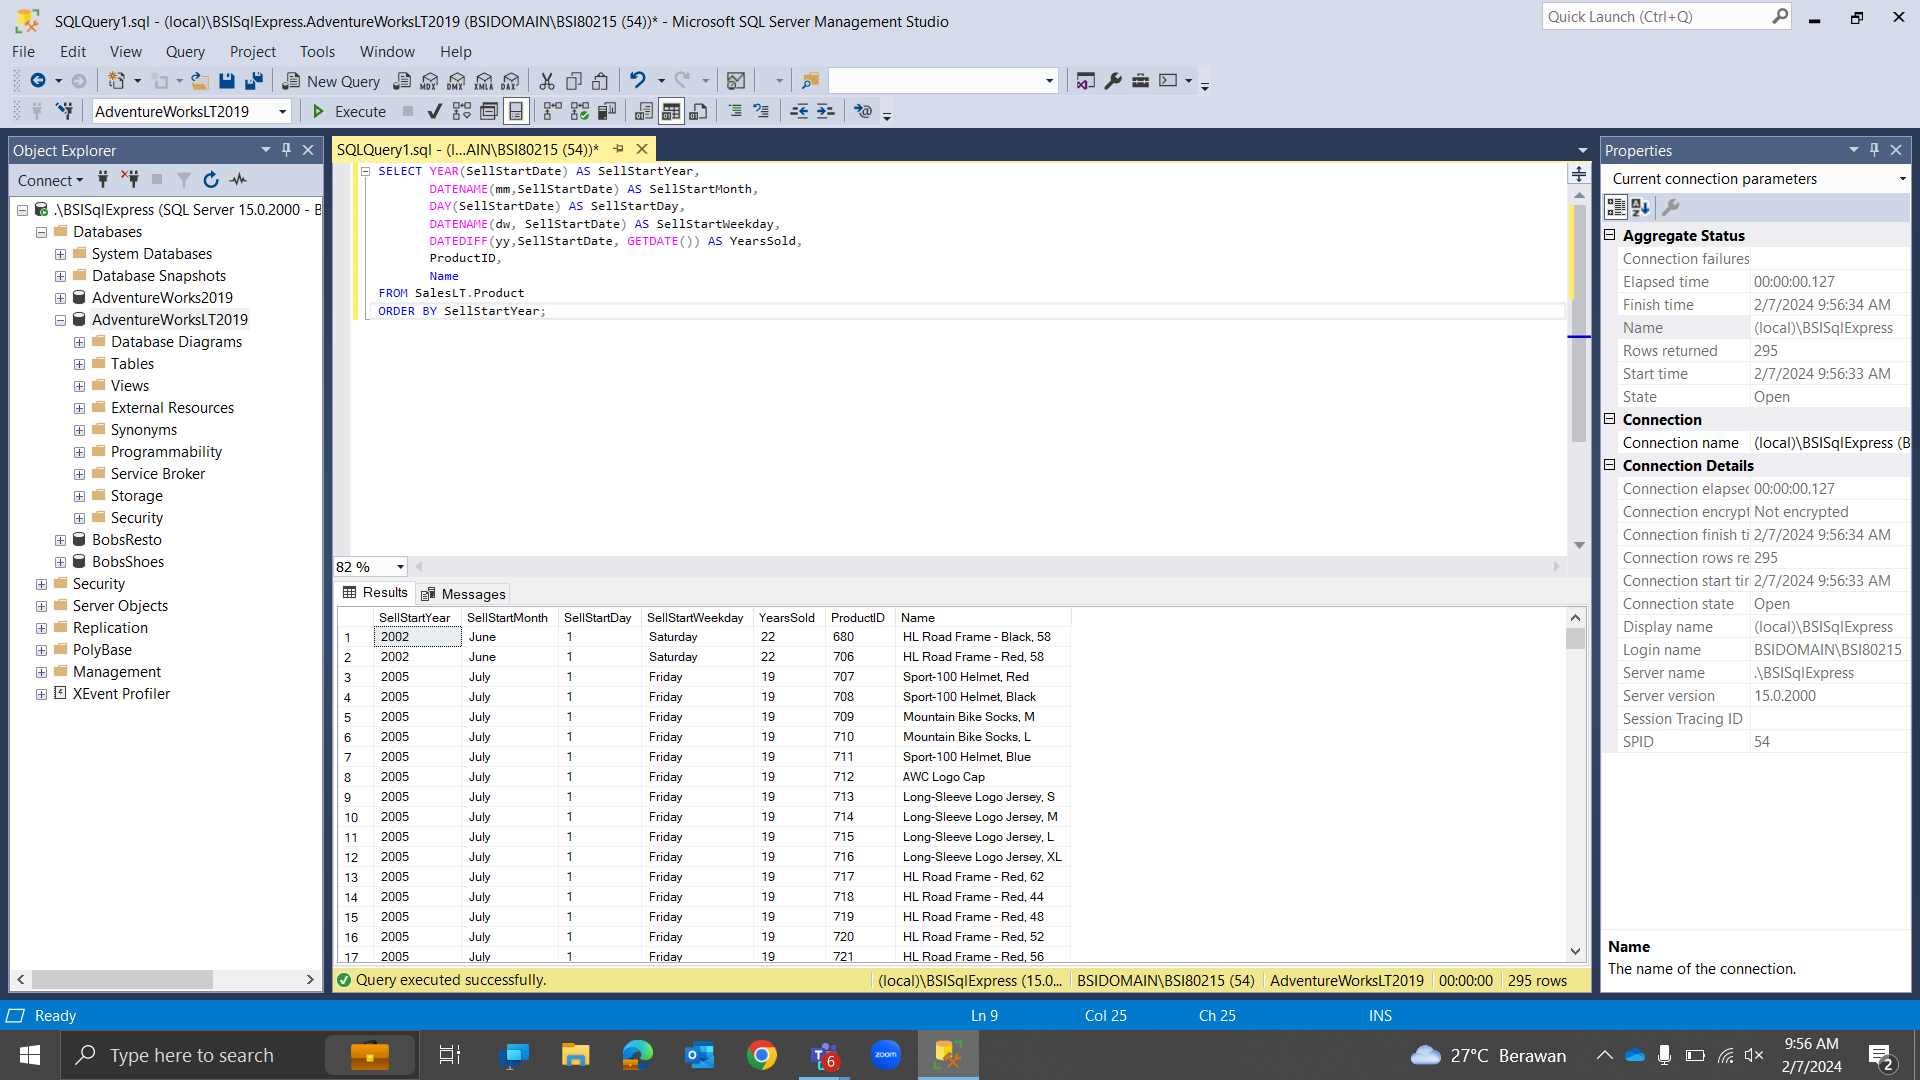 SQLQuery1.sql - (local)\BSISqlExpress.AdventureWorksLT2019 (BSIDOMAIN\BSI80215 (54))* - Microsoft SQL Server Management Studio
Quick Launch (Ctrl+Q)
File Edit View Query Project Tools Window Help
New Query MDX DMX XMLA DAX
AdventureWorksLT2019 Execute
Object Explorer
Connect
.\BSISqlExpress (SQL Server 15.0.2000 - B
Databases
System Databases
Database Snapshots
AdventureWorks2019
AdventureWorksLT2019
Database Diagrams
Tables
Views
External Resources
Synonyms
Programmability
Service Broker
Storage
Security
BobsResto
BobsShoes
Security
Server Objects
Replication
PolyBase
Management
XEvent Profiler
SQLQuery1.sql - (l...AIN\BSI80215 (54))*
SELECT YEAR(SellStartDate) AS SellStartYear,
DATENAME(mm,SellStartDate) AS SellStartMonth,
DAY(SellStartDate) AS SellStartDay,
DATENAME(dw, SellStartDate) AS SellStartWeekday,
DATEDIFF(yy,SellStartDate, GETDATE()) AS YearsSold,
ProductID,
Name
FROM SalesLT.Product
ORDER BY SellStartYear;
82 %
Results Messages
SellStartYear SellStartMonth SellStartDay SellStartWeekday YearsSold ProductID Name
1 2002 June 1 Saturday 22 680 HL Road Frame - Black, 58
2 2002 June 1 Saturday 22 706 HL Road Frame - Red, 58
3 2005 July 1 Friday 19 707 Sport-100 Helmet, Red
4 2005 July 1 Friday 19 708 Sport-100 Helmet, Black
5 2005 July 1 Friday 19 709 Mountain Bike Socks, M
6 2005 July 1 Friday 19 710 Mountain Bike Socks, L
7 2005 July 1 Friday 19 711 Sport-100 Helmet, Blue
8 2005 July 1 Friday 19 712 AWC Logo Cap
9 2005 July 1 Friday 19 713 Long-Sleeve Logo Jersey, S
10 2005 July 1 Friday 19 714 Long-Sleeve Logo Jersey, M
11 2005 July 1 Friday 19 715 Long-Sleeve Logo Jersey, L
12 2005 July 1 Friday 19 716 Long-Sleeve Logo Jersey, XL
13 2005 July 1 Friday 19 717 HL Road Frame - Red, 62
14 2005 July 1 Friday 19 718 HL Road Frame - Red, 44
15 2005 July 1 Friday 19 719 HL Road Frame - Red, 48
16 2005 July 1 Friday 19 720 HL Road Frame - Red, 52
17 2005 July 1 Friday 19 721 HL Road Frame - Red, 56
Query executed successfully. (local)\BSISqlExpress (15.0... BSIDOMAIN\BSI80215 (54) AdventureWorksLT2019 00:00:00 295 rows
Properties
Current connection parameters
Aggregate Status
Connection failures
Elapsed time 00:00:00.127
Finish time 2/7/2024 9:56:34 AM
Name (local)\BSISqlExpress
Rows returned 295
Start time 2/7/2024 9:56:33 AM
State Open
Connection
Connection name (local)\BSISqlExpress (B
Connection Details
Connection elapsed 00:00:00.127
Connection encrypt Not encrypted
Connection finish ti 2/7/2024 9:56:34 AM
Connection rows re 295
Connection start tir 2/7/2024 9:56:33 AM
Connection state Open
Display name (local)\BSISqlExpress
Login name BSIDOMAIN\BSI80215
Server name .\BSISqlExpress
Server version 15.0.2000
Session Tracing ID
SPID 54
Name
The name of the connection.
Ready Ln 9 Col 25 Ch 25 INS
Type here to search
6
zoom
27°C Berawan
9:56 AM
2/7/2024
2